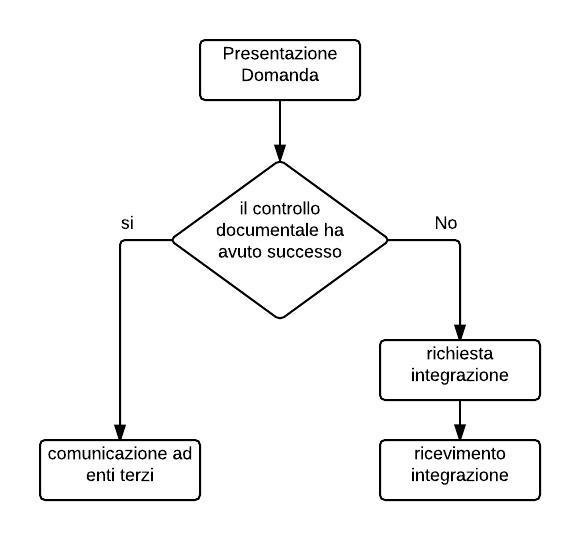 Presentazione
Domanda
il controllo
documentale ha
avuto successo
si
No
richiesta
integrazione
comunicazione ad
enti terzi
ricevimento
integrazione